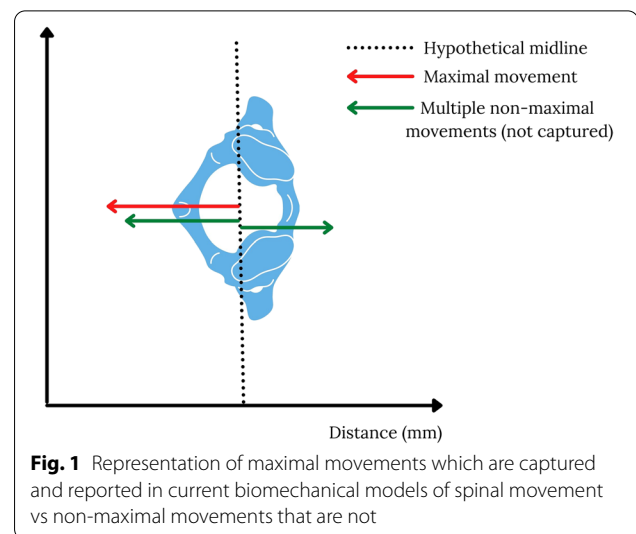 Hypothetical midline
Maximal movement
Multiple non-maximal
movements (not captured)
Distance (mm)
Fig. 1 Representation of maximal movements which are captured
and reported in current biomechanical models of spinal movement
vs non-maximal movements that are not